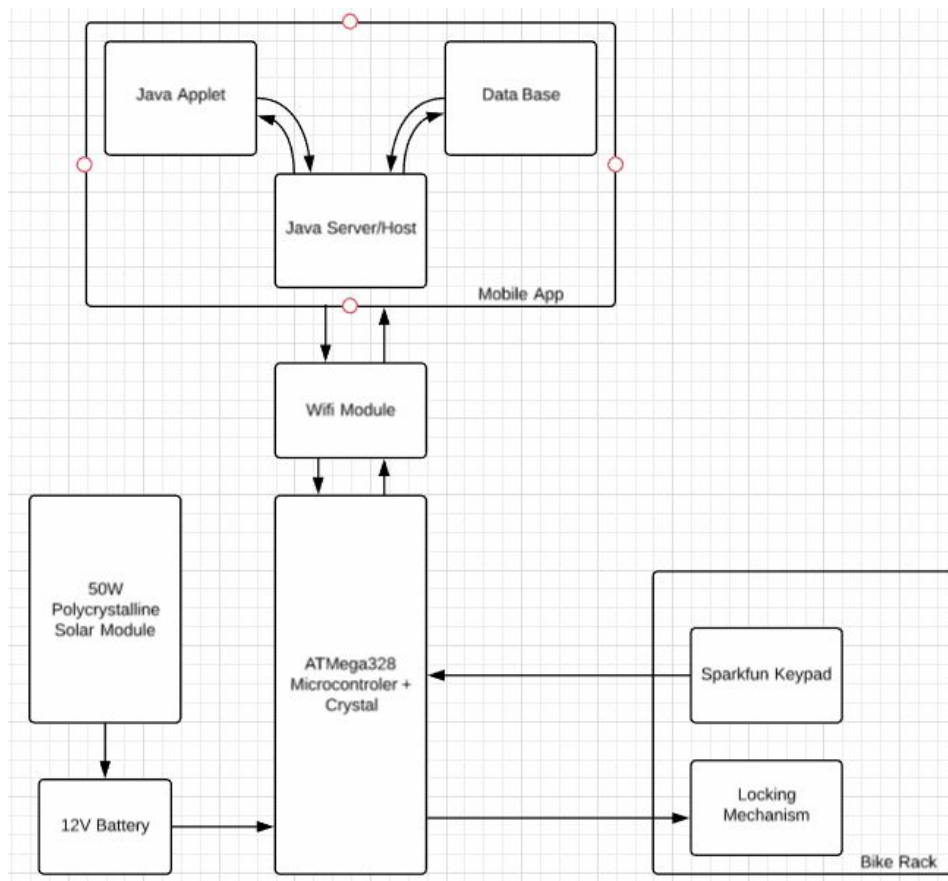 Java Applet
Data Base
Java Server/Host
Mobile App
Wifi Module
50W
Polycrystalline
Solar Module
ATMega328
Microcontroler +
Crystal
Sparkfun Keypad
12V Battery
Locking
Mechanism
Bike Rack